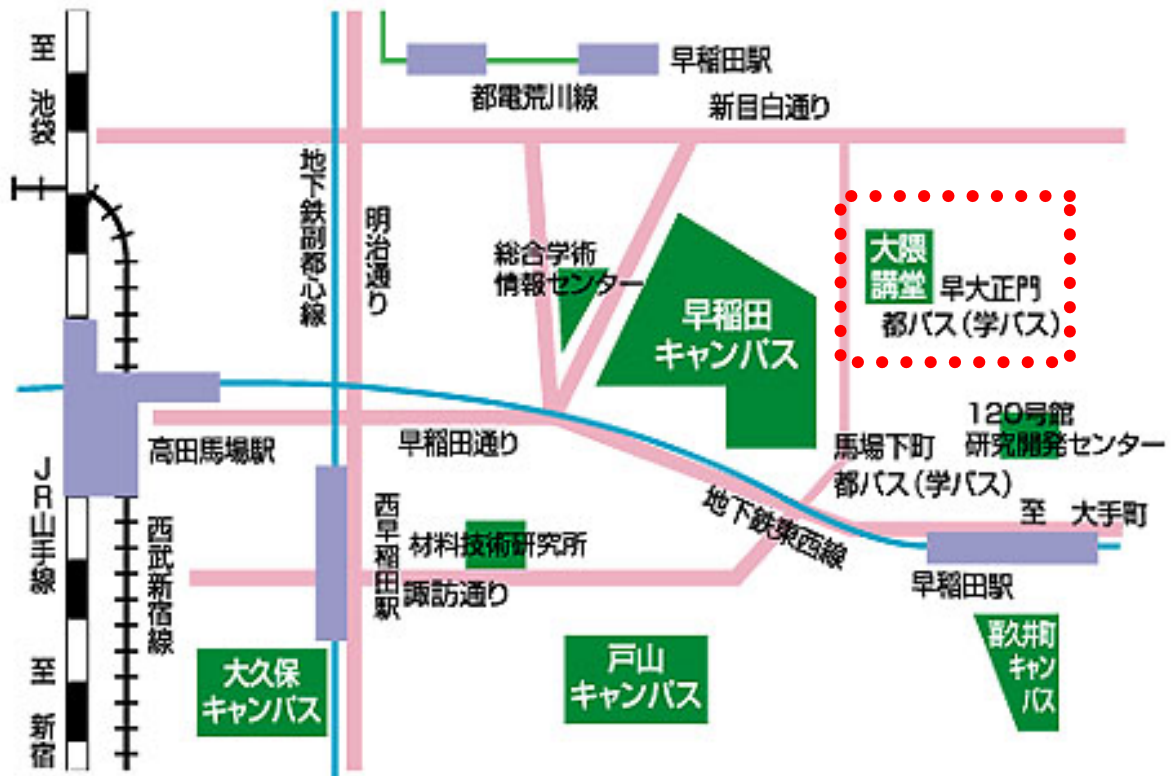 至 池袋
早稲田駅
都電荒川線
新目白通り
地下鉄副都心線
明治通り
総合学術
情報センター
早稲田
キャンパス
大隈
講堂
早大正門
都バス(学バス)
高田馬場駅
早稲田通り
馬場下町
都バス(学バス)
120号館
研究開発センター
JR山手線
西武新宿線
西早稲田駅
材料技術研究所
諏訪通り
地下鉄東西線
至 大手町
早稲田駅
大久保
キャンパス
戸山
キャンパス
喜久井町
キャン
パス
至 新宿